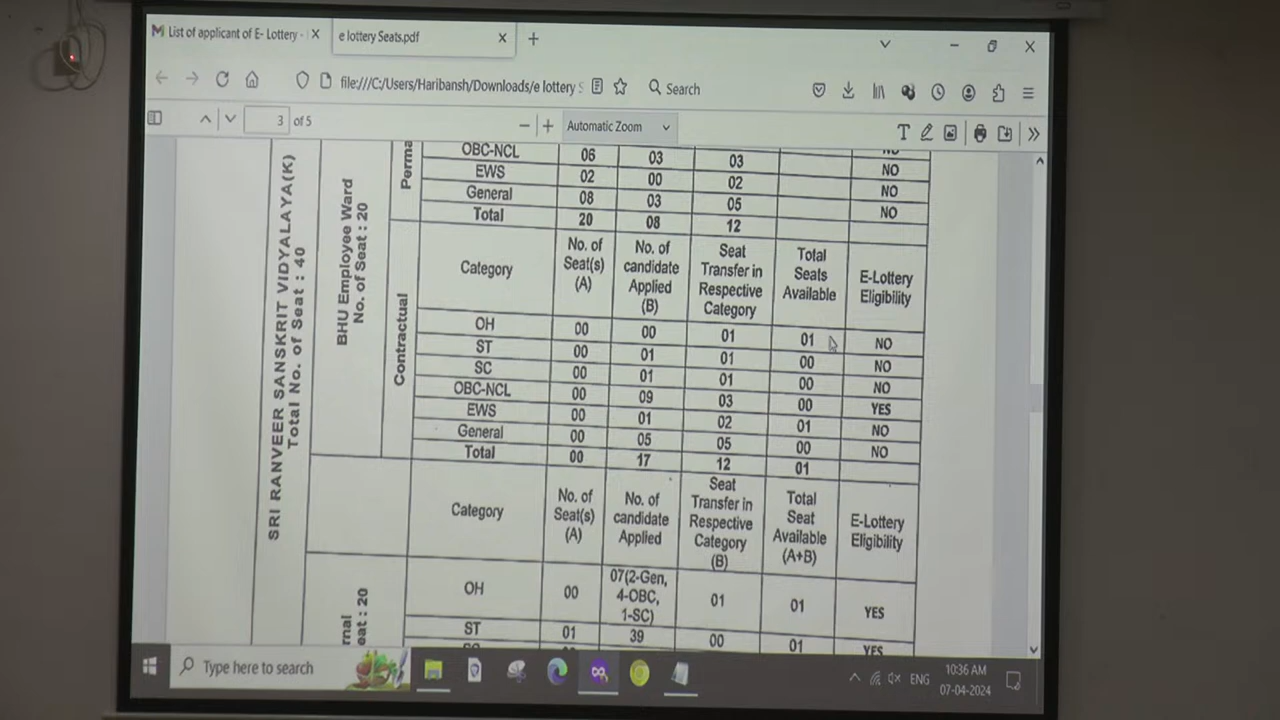 List of applicant of E- Lottery -
e lottery Seats.pdf
file:///C:/Users/Haribansh/Downloads/e lottery S
Search
3 of 5
Automatic Zoom
SRI RANVEER SANSKRIT VIDYALAYA(K)
Total No. of Seat : 40
BHU Employee Ward
No. of Seat : 20
Perma
OBC-NCL 06 03 03 NO
EWS 02 00 02 NO
General 08 03 05 NO
Total 20 08 12
Contractual
Category
No. of
Seat(s)
(A)
No. of
candidate
Applied
(B)
Seat
Transfer in
Respective
Category
Total
Seats
Available
E-Lottery
Eligibility
OH 00 00 01 01 NO
ST 00 01 01 00 NO
SC 00 01 01 00 NO
OBC-NCL 00 09 03 00 YES
EWS 00 01 02 01 NO
General 00 05 05 00 NO
Total 00 17 12 01
Category
No. of
Seat(s)
(A)
No. of
candidate
Applied
Seat
Transfer in
Respective
Category
(B)
Total
Seat
Available
(A+B)
E-Lottery
Eligibility
rnal
eat : 20
OH 00 07(2-Gen,
4-OBC,
1-SC) 01 01 YES
ST 01 39 00 01 YES
Type here to search
ENG
10:36 AM
07-04-2024